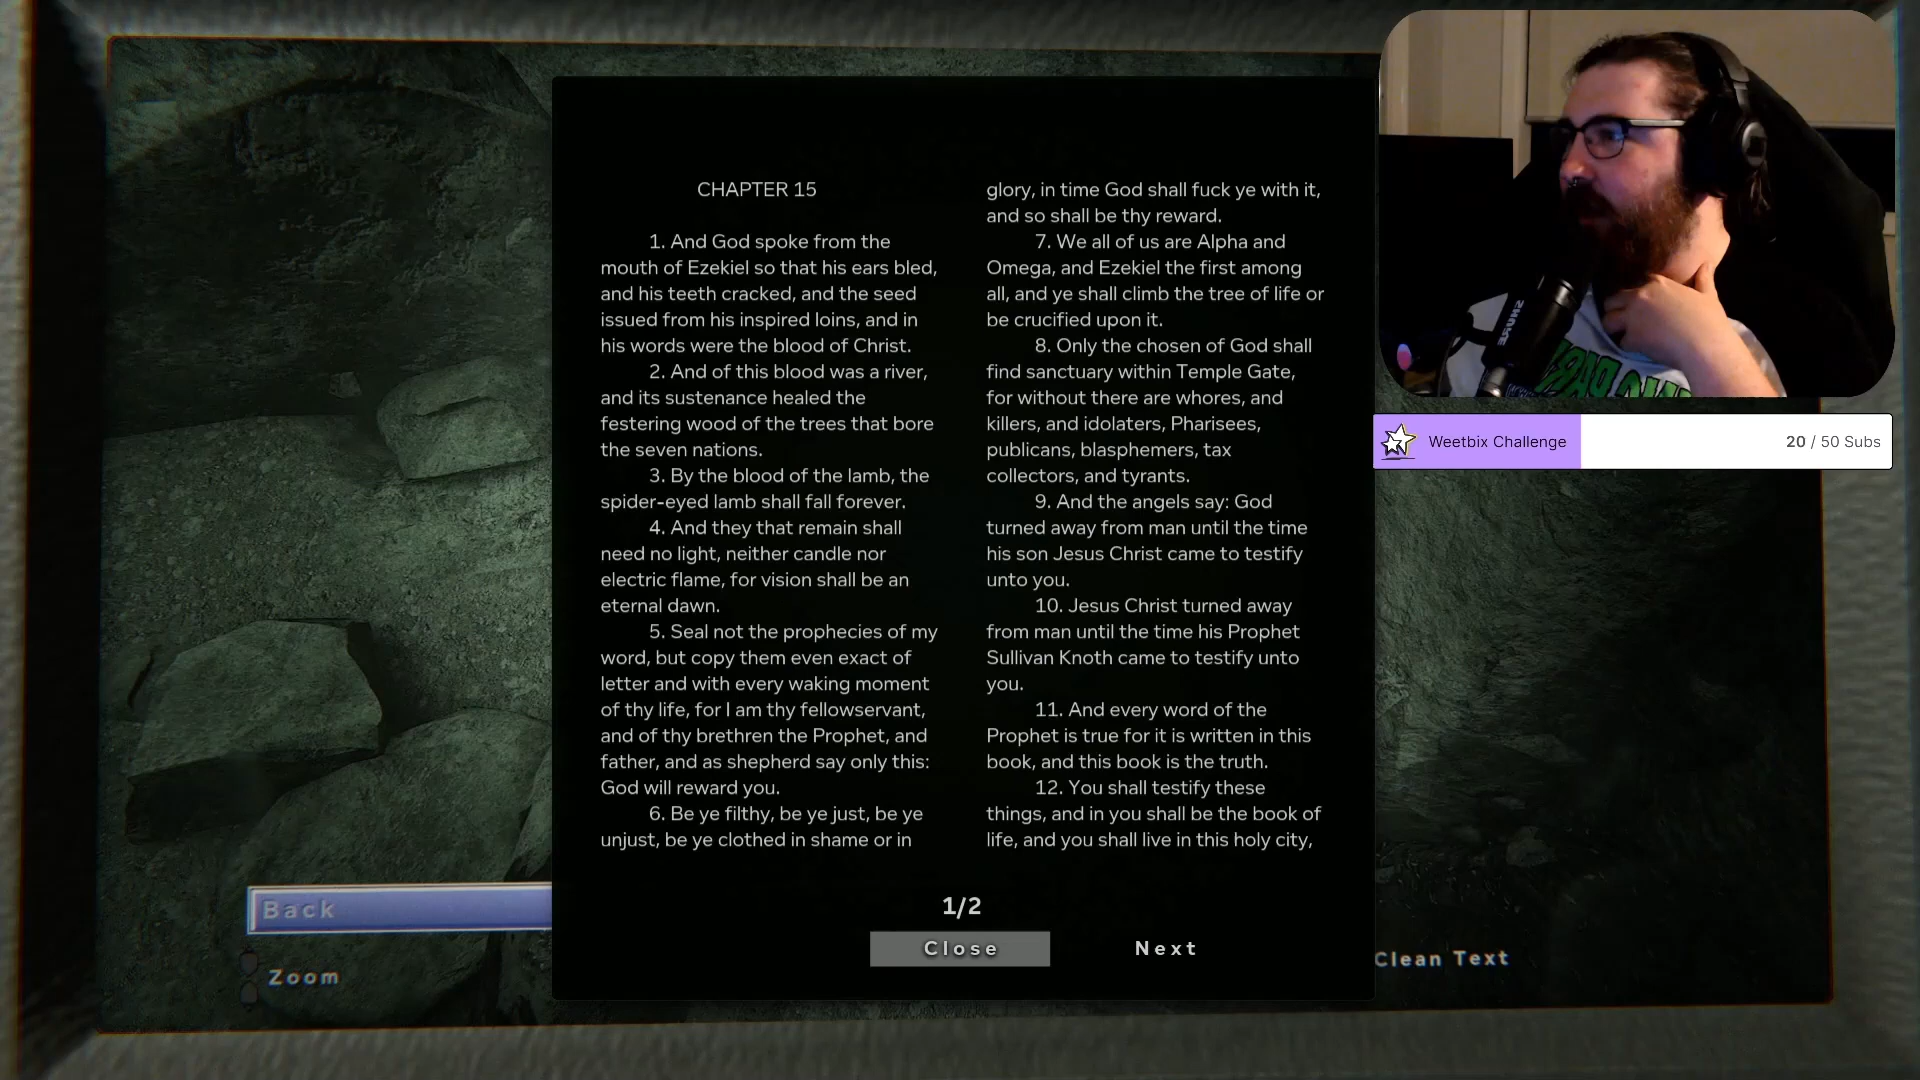 CHAPTER 15
1. And God spoke from the
mouth of Ezekiel so that his ears bled,
and his teeth cracked, and the seed
issued from his inspired loins, and in
his words were the blood of Christ.
2. And of this blood was a river,
and its sustenance healed the
festering wood of the trees that bore
the seven nations.
3. By the blood of the lamb, the
spider-eyed lamb shall fall forever.
4. And they that remain shall
need no light, neither candle nor
electric flame, for vision shall be an
eternal dawn.
5. Seal not the prophecies of my
word, but copy them even exact of
letter and with every waking moment
of thy life, for I am thy fellowservant,
and of thy brethren the Prophet, and
father, and as shepherd say only this:
God will reward you.
6. Be ye filthy, be ye just, be ye
unjust, be ye clothed in shame or in
glory, in time God shall fuck ye with it,
and so shall be thy reward.
7. We all of us are Alpha and
Omega, and Ezekiel the first among
all, and ye shall climb the tree of life or
be crucified upon it.
8. Only the chosen of God shall
find sanctuary within Temple Gate,
for without there are whores, and
killers, and idolaters, Pharisees,
publicans, blasphemers, tax
collectors, and tyrants.
9. And the angels say: God
turned away from man until the time
his son Jesus Christ came to testify
unto you.
10. Jesus Christ turned away
from man until the time his Prophet
Sullivan Knoth came to testify unto
you.
11. And every word of the
Prophet is true for it is written in this
book, and this book is the truth.
12. You shall testify these
things, and in you shall be the book of
life, and you shall live in this holy city,
1/2
Close
Next
Back
Zoom
Clean Text
SHURE
Weetbix Challenge
20 / 50 Subs